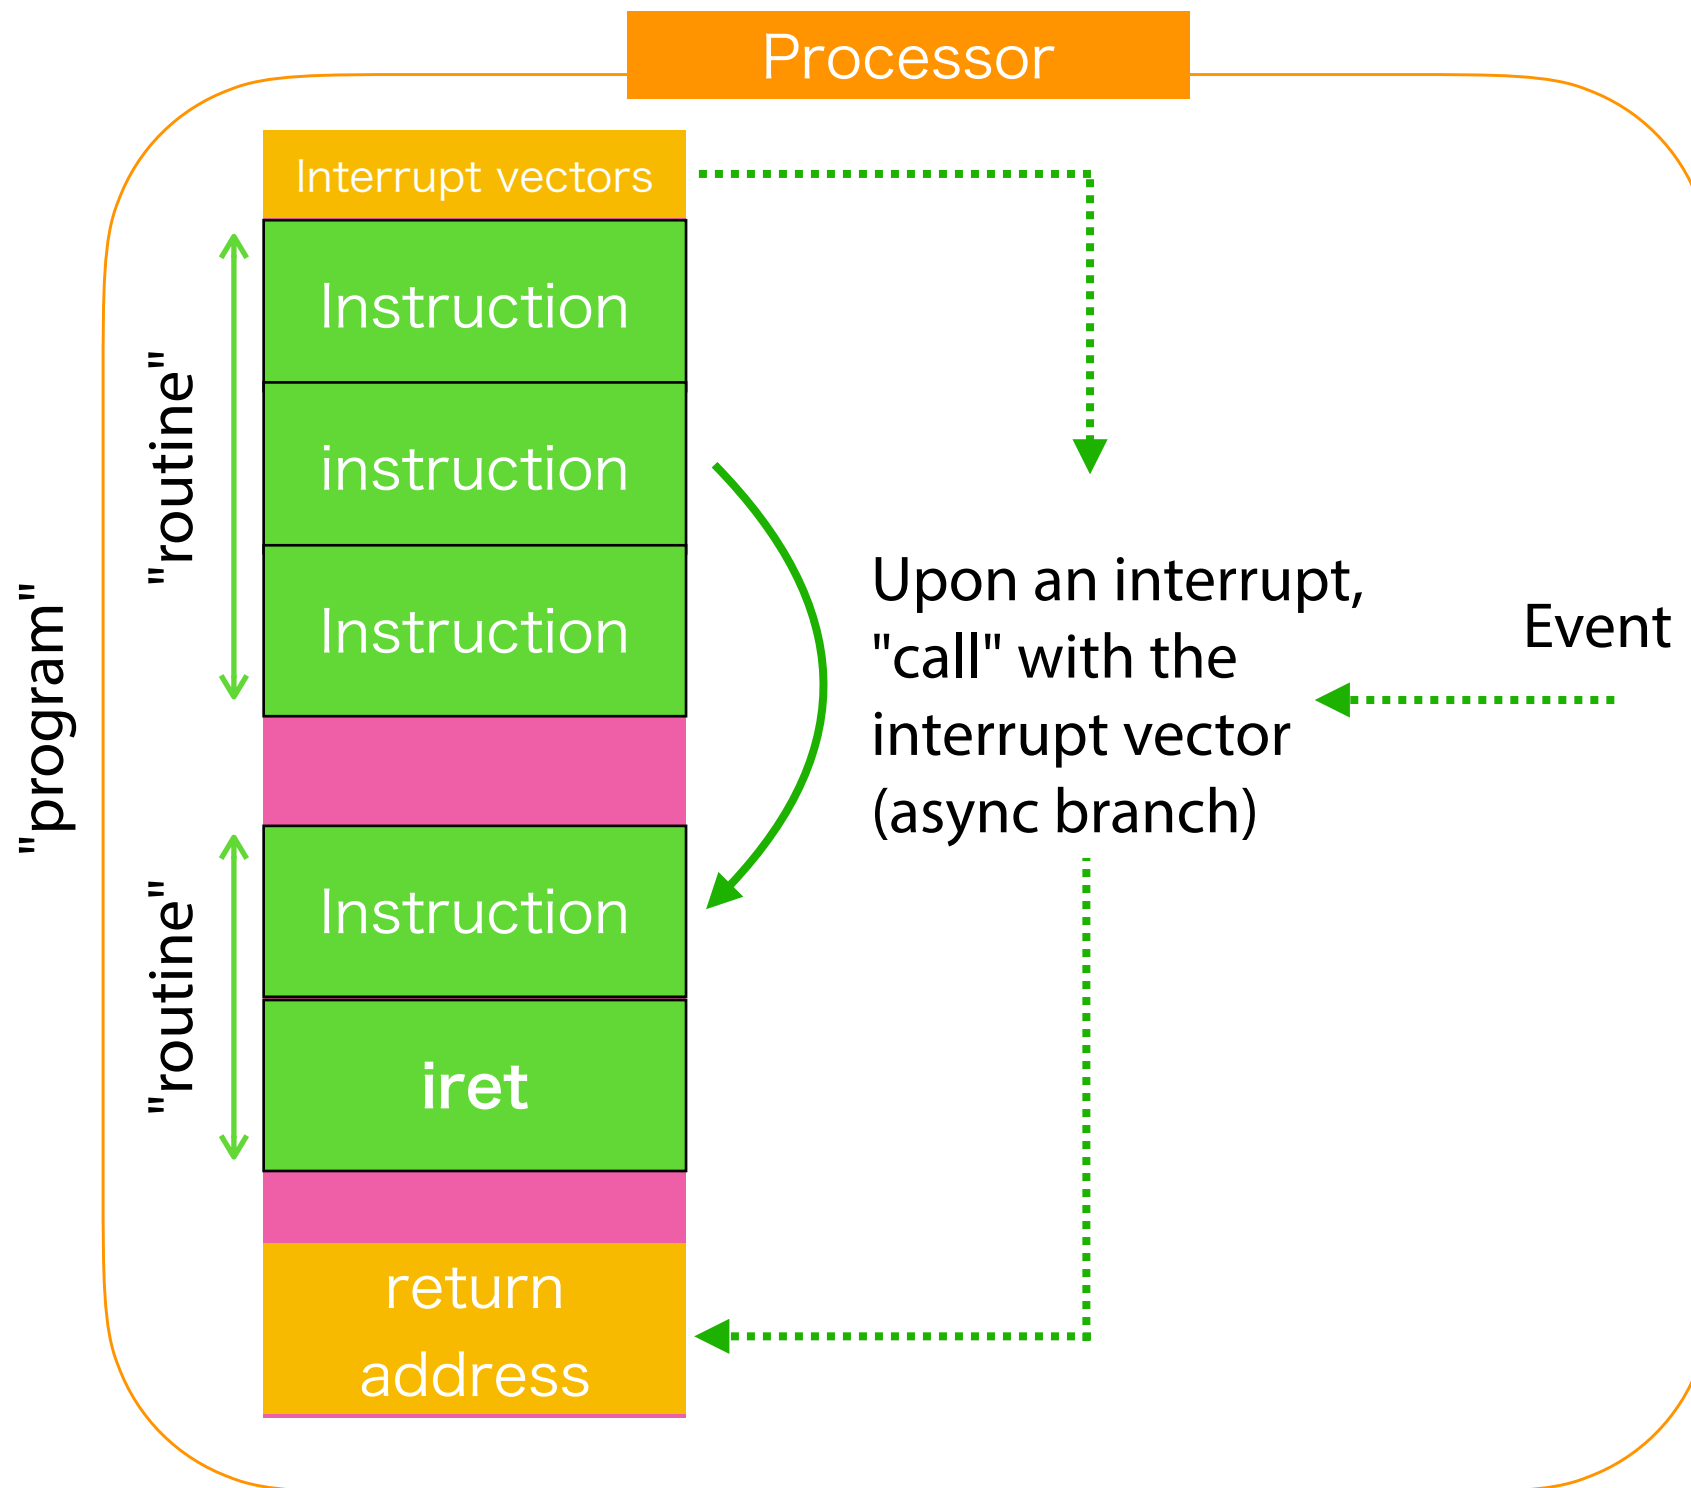 Processor
Interrupt vectors
Instruction
instruction
Instruction
Instruction
iret
return
address
"program"
"routine"
"routine"
Upon an interrupt,
"call" with the
interrupt vector
(async branch)
Event